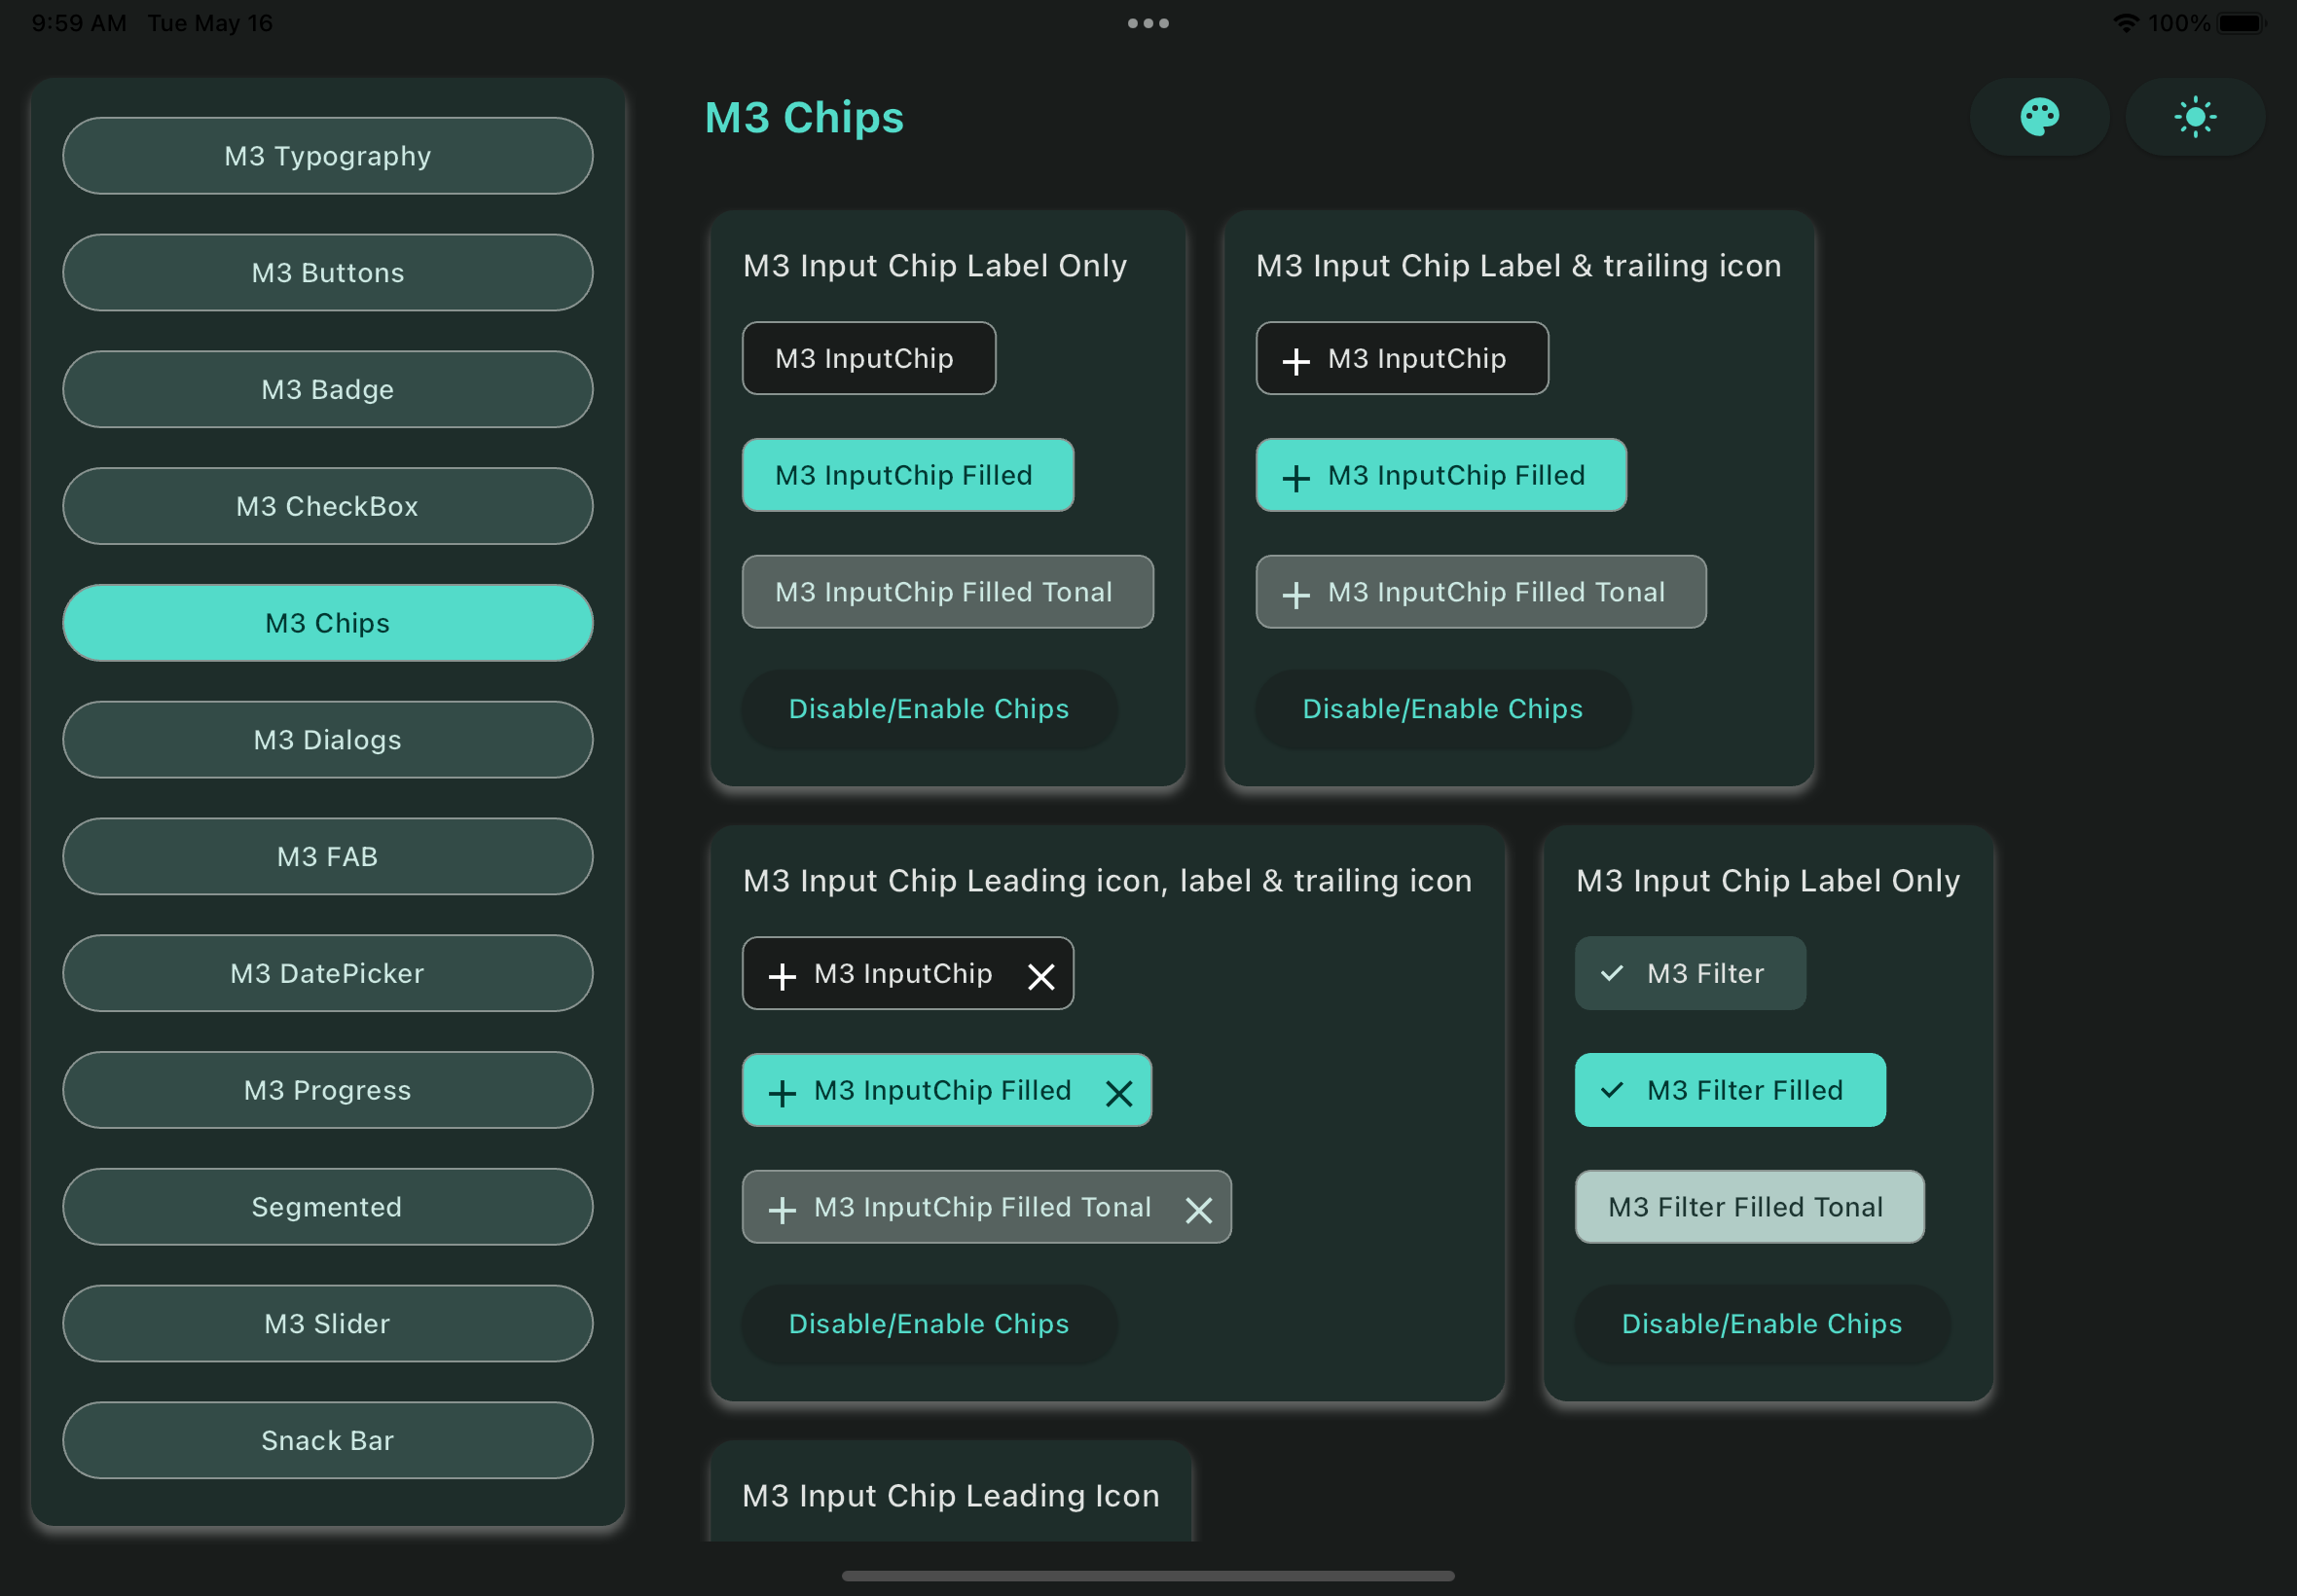 9:59 AM Tue May 16
100%
M3 Typography
M3 Buttons
M3 Badge
M3 CheckBox
M3 Chips
M3 Dialogs
M3 FAB
M3 DatePicker
M3 Progress
Segmented
M3 Slider
Snack Bar
M3 Chips
M3 Input Chip Label Only
M3 InputChip
M3 InputChip Filled
M3 InputChip Filled Tonal
Disable/Enable Chips
M3 Input Chip Label & trailing icon
M3 InputChip
M3 InputChip Filled
M3 InputChip Filled Tonal
Disable/Enable Chips
M3 Input Chip Leading icon, label & trailing icon
M3 InputChip
M3 InputChip Filled
M3 InputChip Filled Tonal
Disable/Enable Chips
M3 Input Chip Label Only
M3 Filter
M3 Filter Filled
M3 Filter Filled Tonal
Disable/Enable Chips
M3 Input Chip Leading Icon